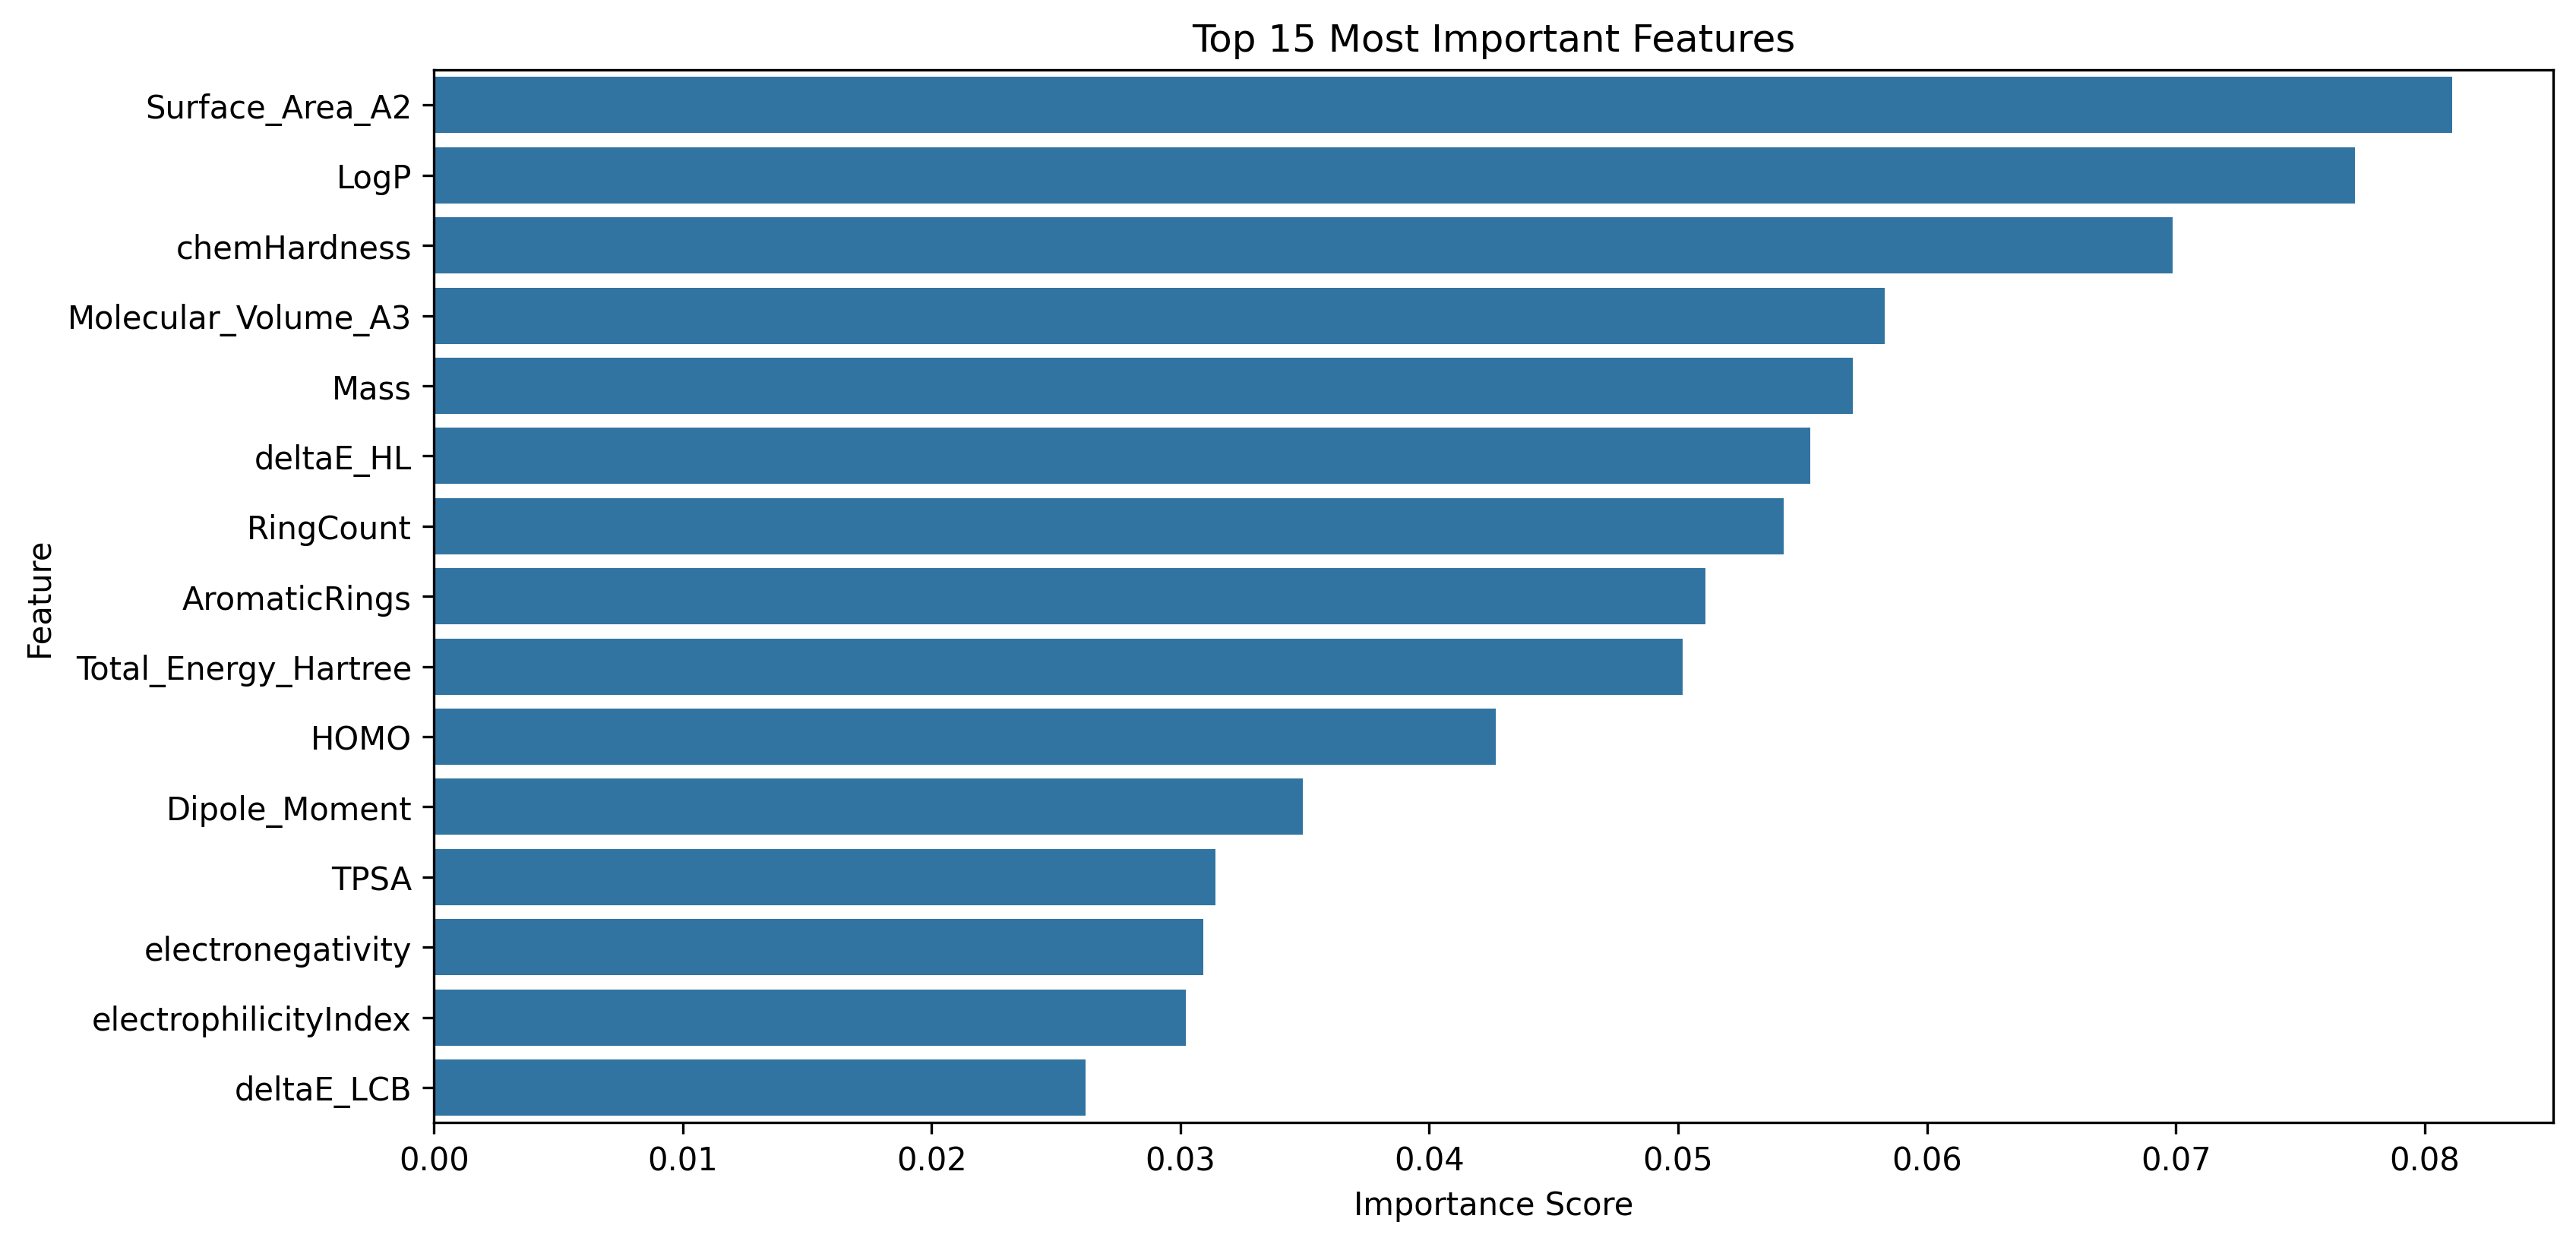 Top 15 Most Important Features
Surface_Area_A2
LogP
chemHardness
Molecular_Volume_A3
Mass
deltaE_HL
RingCount
AromaticRings
Total_Energy_Hartree
HOMO
Dipole_Moment
TPSA
electronegativity
electrophilicityIndex
deltaE_LCB
Feature
0.00 0.01 0.02 0.03 0.04 0.05 0.06 0.07 0.08
Importance Score